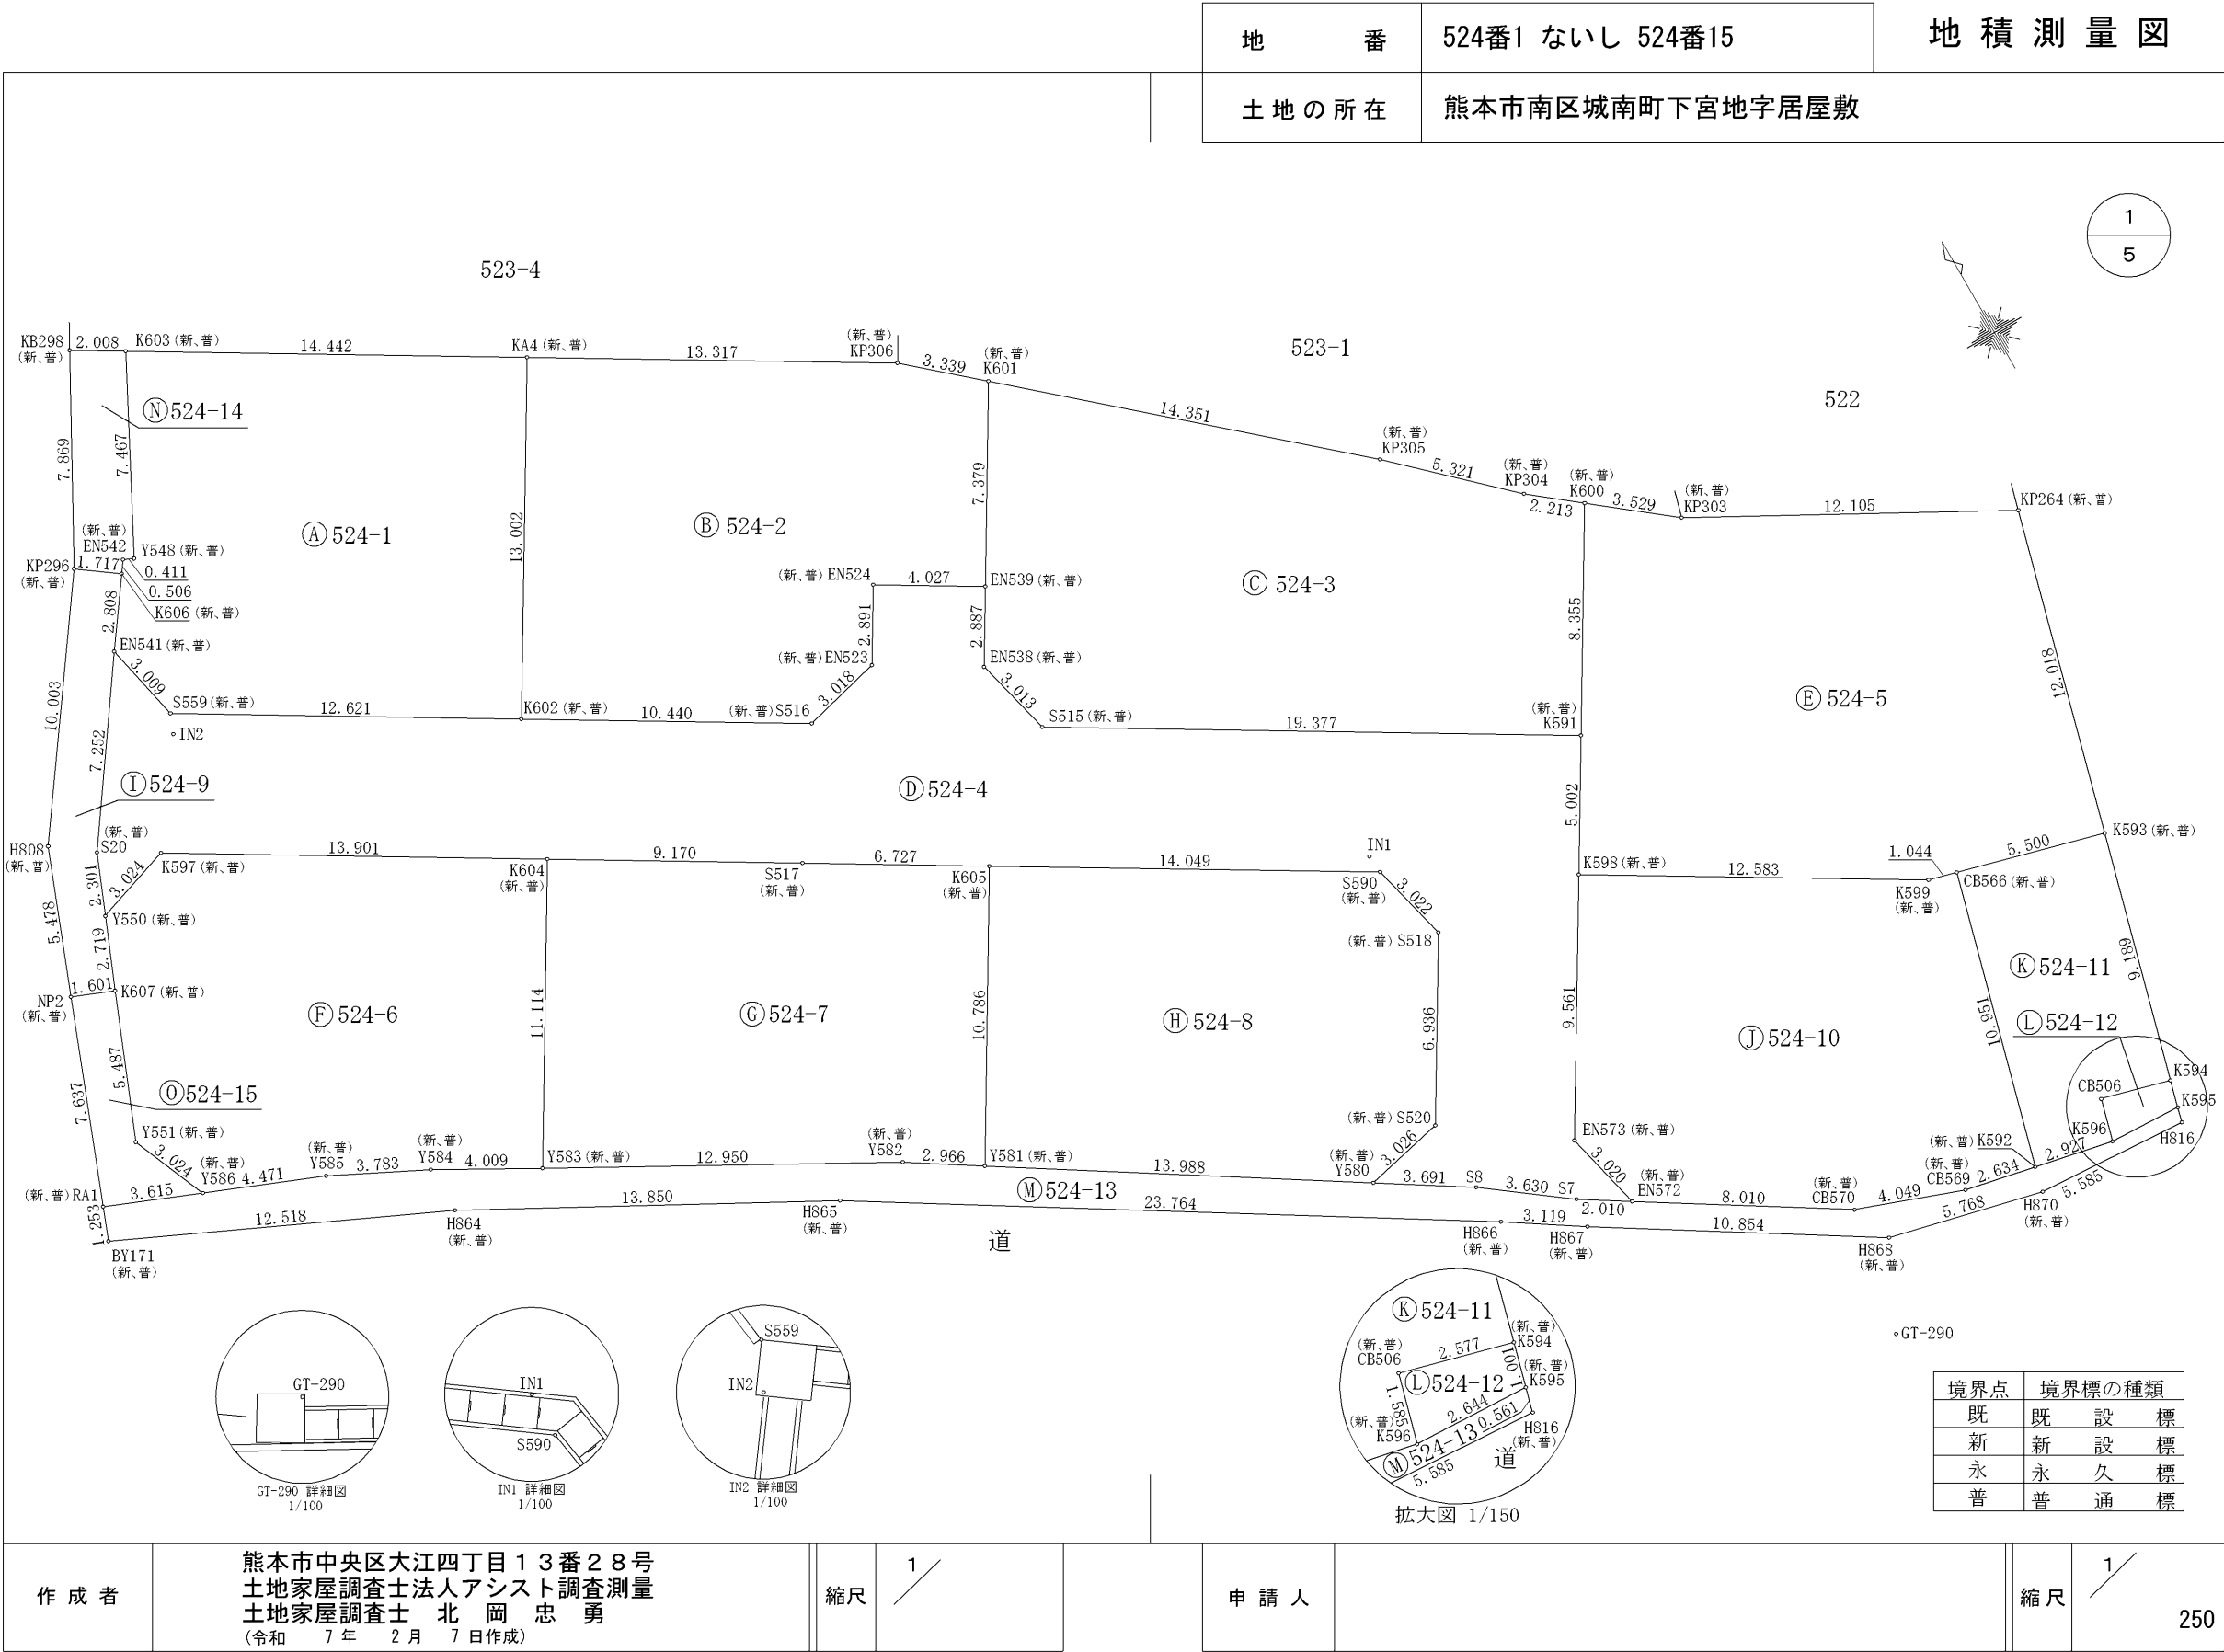 地 番 524番1 ないし 524番15
地積測量図
土地の所在 熊本市南区城南町下宮地字居屋敷
1
5
523-4
523-1
522
KB298
(新、普)
2.008
K603(新、普)
14.442
KA4(新、普)
13.317
(新、普)
KP306
3.339
(新、普)
K601
14.351
(新、普)
KP305
5.321
(新、普)
KP304
2.213
(新、普)
K600
3.529
(新、普)
KP303
12.105
KP264(新、普)
Ⓝ524-14
7.869
7.467
Ⓐ524-1
13.002
Ⓑ524-2
7.379
Ⓒ524-3
8.355
Ⓔ524-5
12.018
(新、普)
EN542
Y548(新、普)
KP296
(新、普)
1.717
0.411
0.506
K606(新、普)
2.808
EN541(新、普)
3.009
S559(新、普)
12.621
K602(新、普)
10.440
(新、普)S516
3.018
(新、普)EN523
2.891
(新、普)EN524
4.027
EN539(新、普)
2.887
EN538(新、普)
3.013
S515(新、普)
19.377
(新、普)
K591
IN2
10.003
7.252
Ⓘ524-9
Ⓓ524-4
5.002
H808
(新、普)
(新、普)
S20
2.301
3.024
K597(新、普)
13.901
K604
(新、普)
9.170
S517
(新、普)
6.727
K605
(新、普)
14.049
IN1
S590
(新、普)
3.022
(新、普)S518
K598(新、普)
12.583
1.044
K599
(新、普)
CB566(新、普)
5.500
K593(新、普)
Y550(新、普)
5.478
2.719
1.601
K607(新、普)
NP2
(新、普)
Ⓕ524-6
11.114
Ⓖ524-7
10.786
Ⓗ524-8
6.936
9.561
Ⓙ524-10
10.951
Ⓚ524-11
9.189
Ⓛ524-12
5.487
7.637
Ⓞ524-15
Y551(新、普)
3.024
(新、普)RA1
3.615
(新、普)
Y586
4.471
(新、普)
Y585
3.783
(新、普)
Y584
4.009
Y583(新、普)
12.950
(新、普)
Y582
2.966
Y581(新、普)
13.988
(新、普)
Y580
3.026
(新、普)S520
3.691
S8
3.630
S7
2.010
EN573(新、普)
3.020
(新、普)
EN572
8.010
(新、普)
CB570
4.049
(新、普)
CB569
2.634
(新、普)K592
2.927
K596
CB506
K594
K595
H816
1.253
BY171
(新、普)
12.518
H864
(新、普)
13.850
H865
(新、普)
Ⓜ524-13
23.764
H866
(新、普)
3.119
H867
(新、普)
10.854
H868
(新、普)
5.768
H870
(新、普)
5.585
道
GT-290
GT-290 詳細図
1/100
IN1
S590
IN1 詳細図
1/100
S559
IN2
IN2 詳細図
1/100
Ⓚ524-11
(新、普)
CB506
2.577
(新、普)
K594
1.001
(新、普)
K595
Ⓛ524-12
1.585
2.644
(新、普)
K596
0.561
H816
(新、普)
Ⓜ524-13
5.585
道
拡大図 1/150
GT-290
境界点 境界標の種類
既 既設標
新 新設標
永 永久標
普 普通標
作成者
熊本市中央区大江四丁目13番28号
土地家屋調査士法人アシスト調査測量
土地家屋調査士 北岡忠勇
(令和 7年 2月 7日作成)
縮尺 1/
申請人
縮尺 1/250